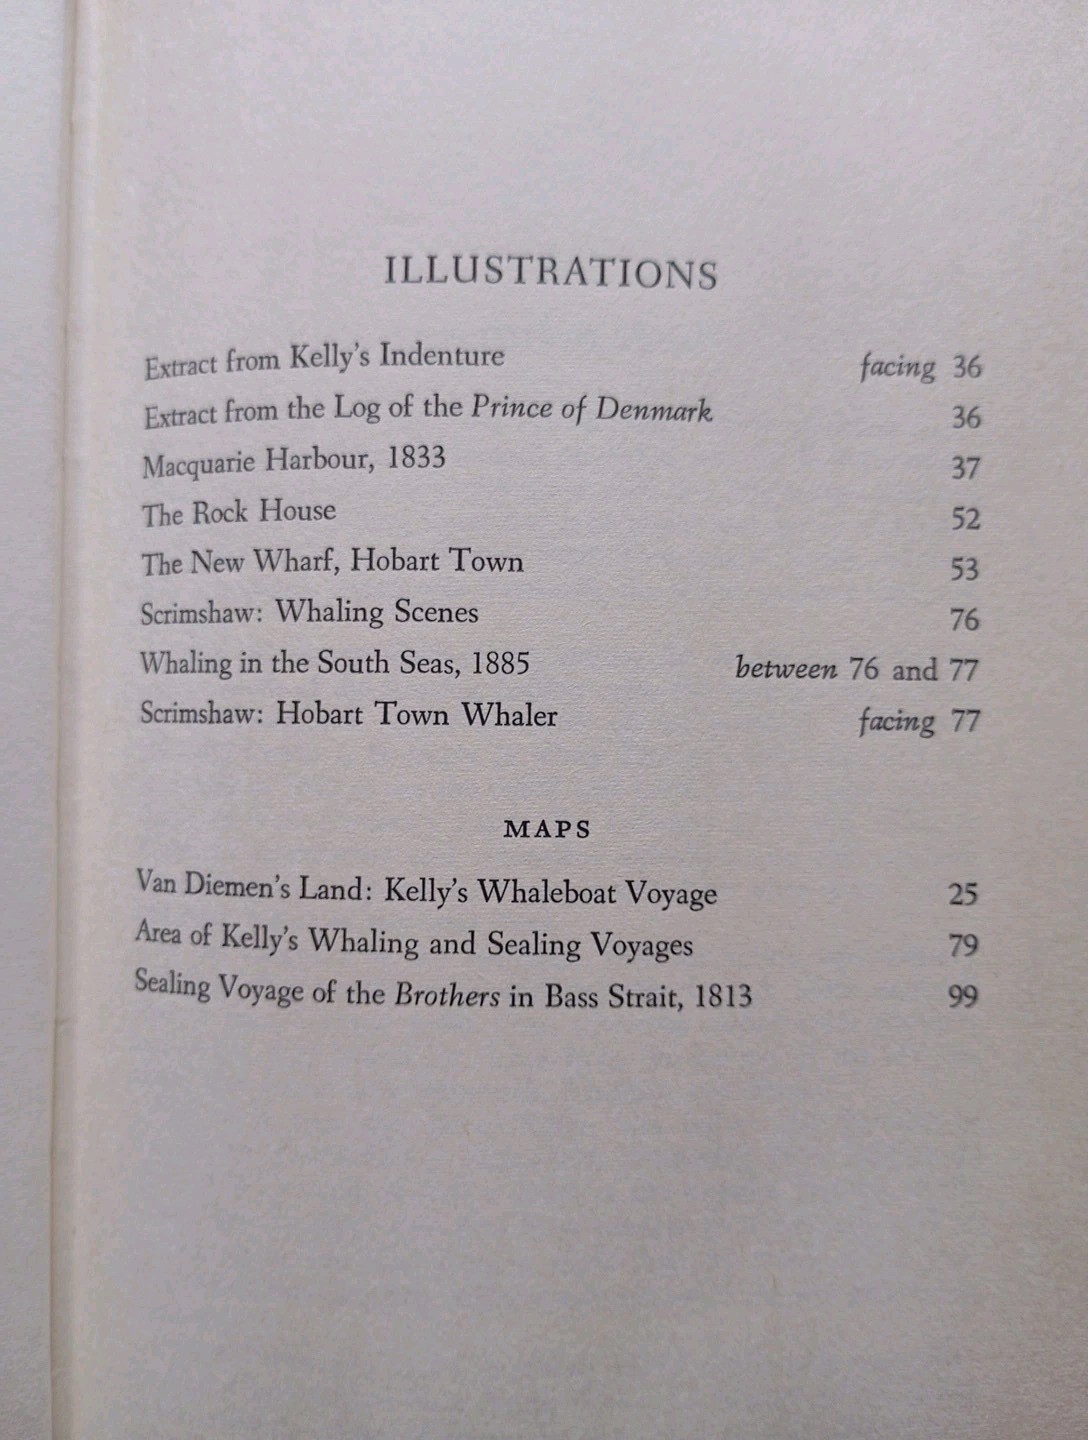 ILLUSTRATIONS
Extract from Kelly's Indenture facing 36
Extract from the Log of the Prince of Denmark 36
Macquarie Harbour, 1833 37
The Rock House 52
The New Wharf, Hobart Town 53
Scrimshaw: Whaling Scenes 76
Whaling in the South Seas, 1885 between 76 and 77
Scrimshaw: Hobart Town Whaler facing 77
MAPS
Van Diemen's Land: Kelly's Whaleboat Voyage 25
Area of Kelly's Whaling and Sealing Voyages 79
Sealing Voyage of the Brothers in Bass Strait, 1813 99